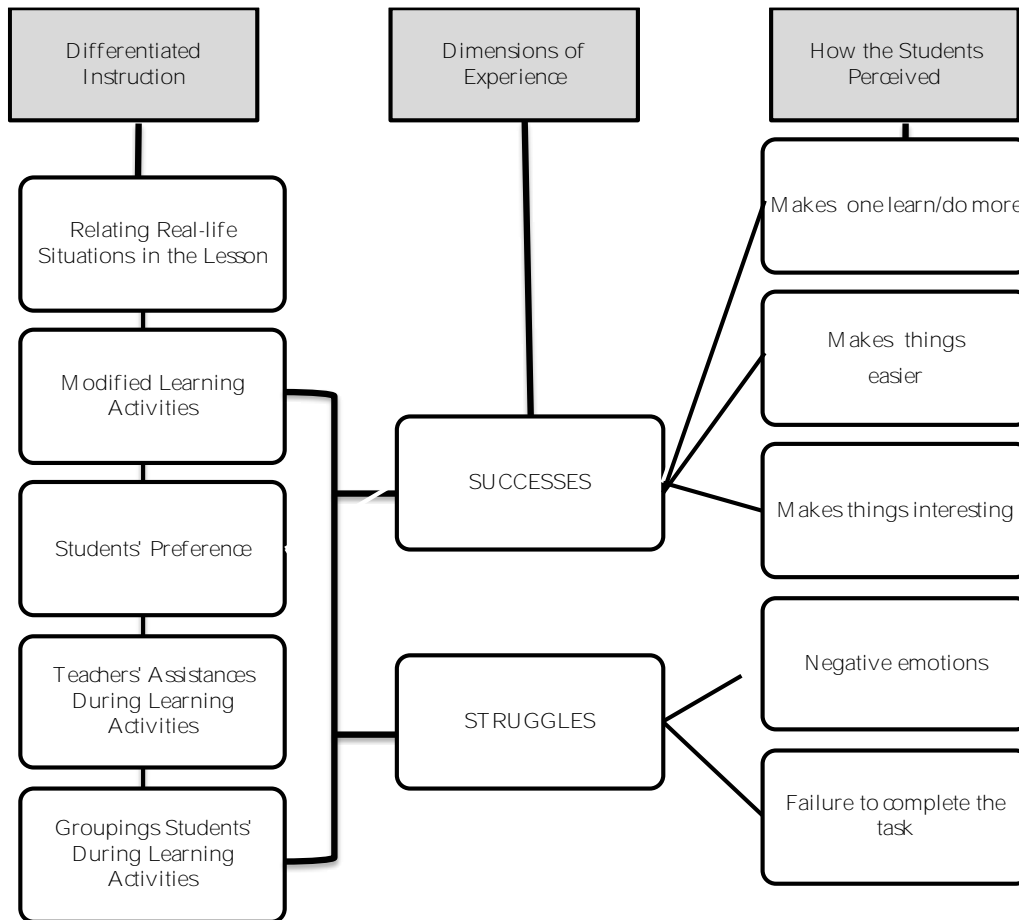 Differentiated
Instruction
Dimensions of
Experience
How the Students
Perceived
Relating Real-life
Situations in the Lesson
Modified Learning
Activities
Students' Preference
Teachers' Assistances
During Learning
Activities
Groupings Students'
During Learning
Activities
SUCCESSES
STRUGGLES
Makes one learn/do more
Makes things
easier
Makes things interesting
Negative emotions
Failure to complete the
task